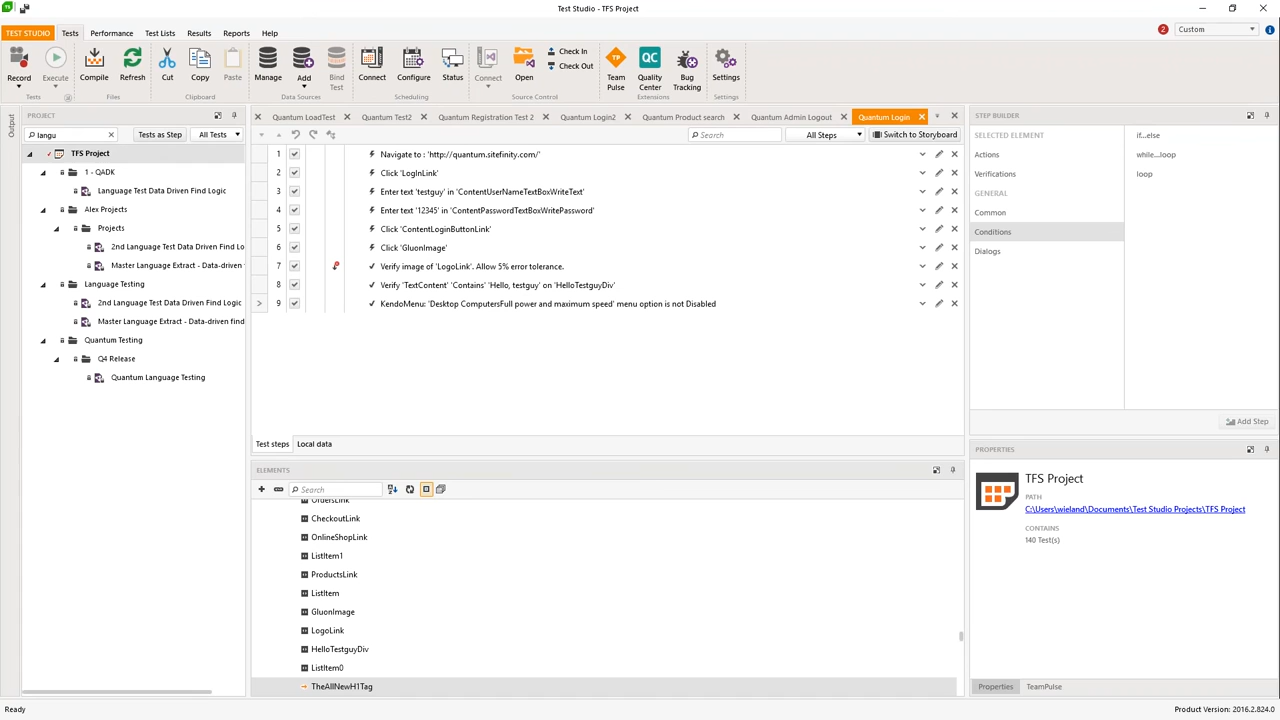 Test Studio - TFS Project
TEST STUDIO Tests Performance Test Lists Results Reports Help 2 Custom
Record Execute Compile Refresh Cut Copy Paste Manage Add Bind Test Connect Configure Status Connect Open Check In Check Out Team Pulse Quality Center Bug Tracking Settings
Tests Files Clipboard Data Sources Scheduling Source Control Extensions Settings
Output
PROJECT
langu Tests as Step All Tests
TFS Project
1 - QADK
Language Test Data Driven Find Logic
Alex Projects
Projects
2nd Language Test Data Driven Find Lo
Master Language Extract - Data-driven
Language Testing
2nd Language Test Data Driven Find Logic
Master Language Extract - Data-driven find
Quantum Testing
Q4 Release
Quantum Language Testing
Quantum LoadTest Quantum Test2 Quantum Registration Test 2 Quantum Login2 Quantum Product search Quantum Admin Logout Quantum Login
Search All Steps Switch to Storyboard
1 Navigate to : 'http://quantum.sitefinity.com/'
2 Click 'LogInLink'
3 Enter text 'testguy' in 'ContentUserNameTextBoxWriteText'
4 Enter text '12345' in 'ContentPasswordTextBoxWritePassword'
5 Click 'ContentLoginButtonLink'
6 Click 'GluonImage'
7 Verify image of 'LogoLink'. Allow 5% error tolerance.
8 Verify 'TextContent' 'Contains' 'Hello, testguy' on 'HelloTestguyDiv'
9 KendoMenu: 'Desktop ComputersFull power and maximum speed' menu option is not Disabled
Test steps Local data
ELEMENTS
Search
OrdersLink
CheckoutLink
OnlineShopLink
ListItem1
ProductsLink
ListItem
GluonImage
LogoLink
HelloTestguyDiv
ListItem0
TheAllNewH1Tag
STEP BUILDER
SELECTED ELEMENT
Actions
Verifications
GENERAL
Common
Conditions
Dialogs
if...else
while...loop
loop
Add Step
PROPERTIES
TFS Project
PATH
C:\Users\wieland\Documents\Test Studio Projects\TFS Project
CONTAINS
140 Test(s)
Properties TeamPulse
Ready Product Version: 2016.2.824.0